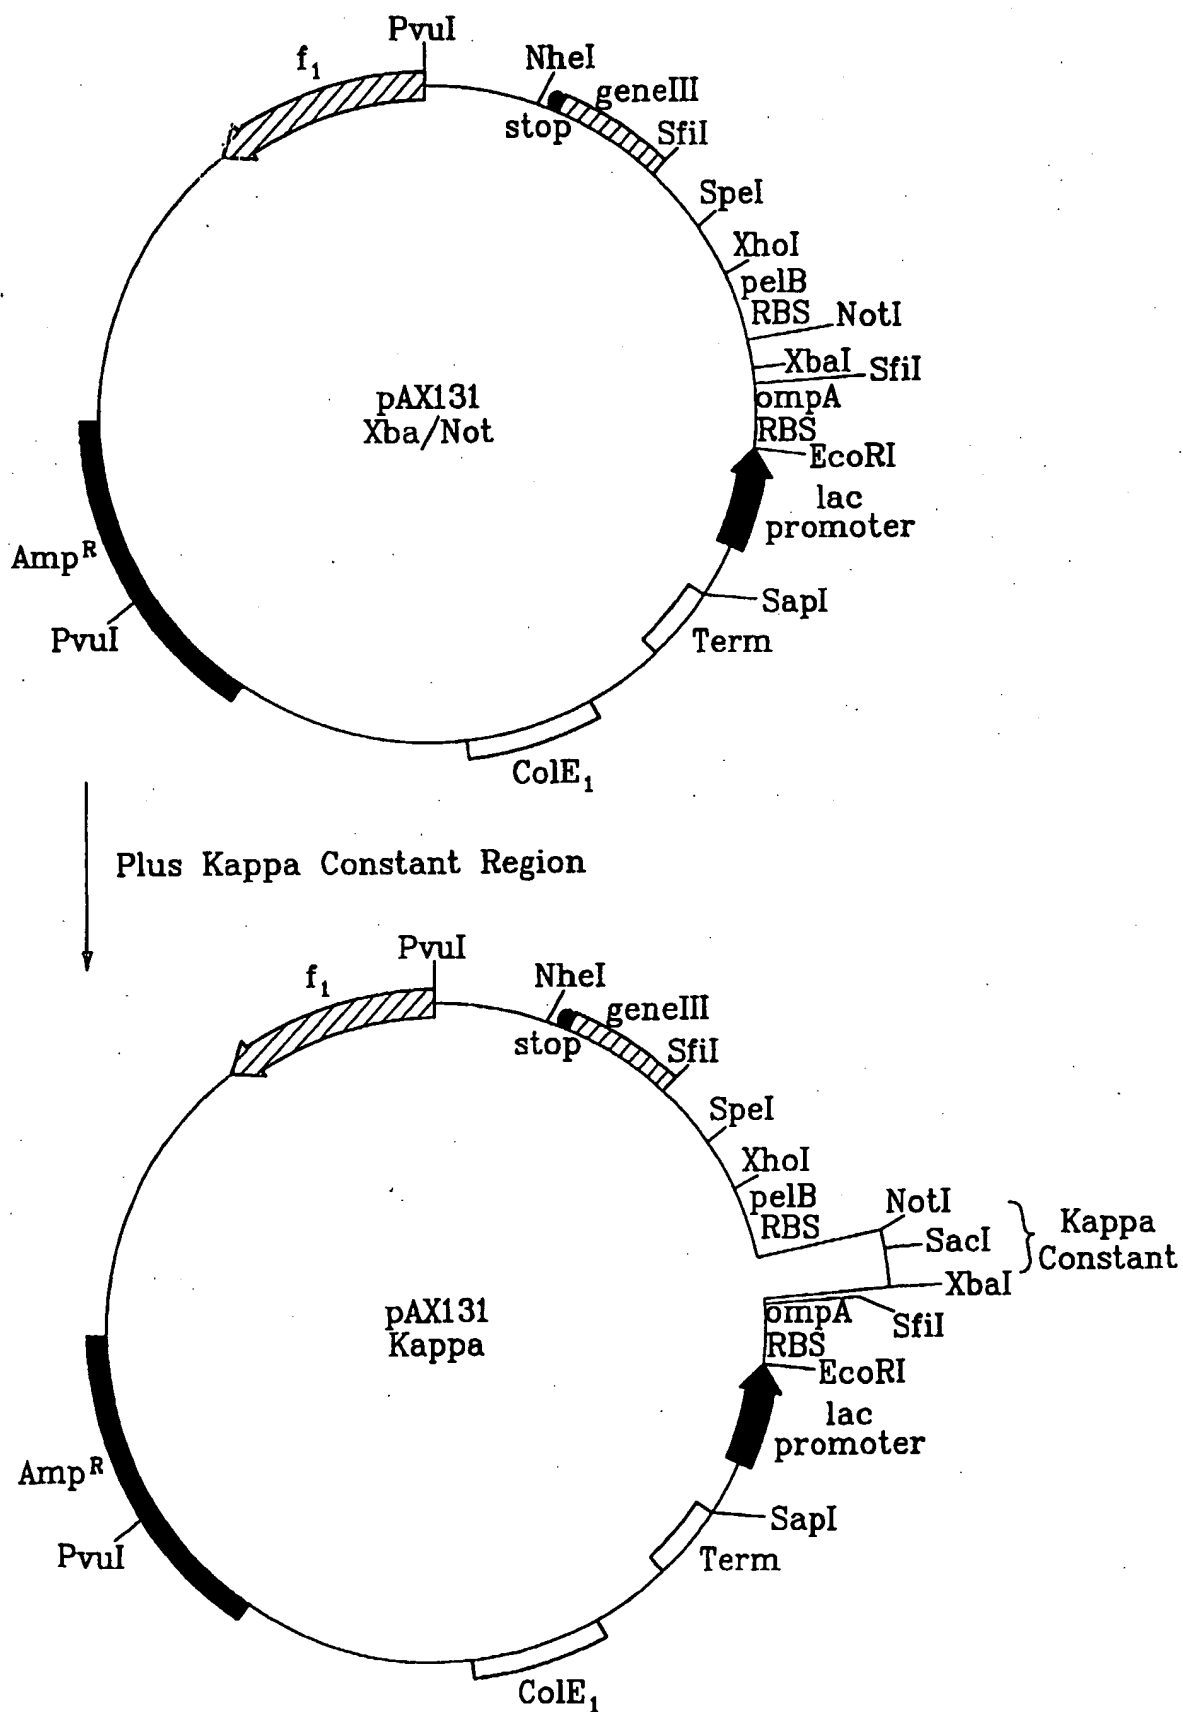 PvuI
f1
NheI
geneIII
stop
SfiI
SpeI
XhoI
pelB
RBS
NotI
XbaI
SfiI
pAX131
Xba/Not
ompA
RBS
EcoRI
lac
promoter
AmpR
SapI
PvuI
Term
ColE1
Plus Kappa Constant Region
PvuI
f1
NheI
geneIII
stop
SfiI
SpeI
XhoI
pelB
RBS
NotI
SacI
Kappa
Constant
XbaI
pAX131
Kappa
ompA
SfiI
RBS
EcoRI
lac
promoter
AmpR
SapI
PvuI
Term
ColE1